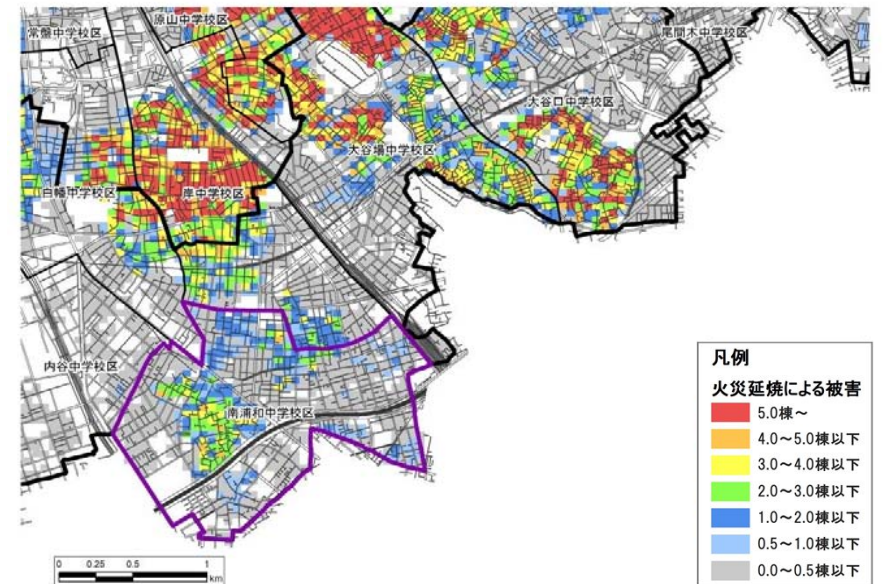 原山中学校区
常盤中学校区
尾間木中学校区
大谷口中学校区
大谷場中学校区
白幡中学校区
岸中学校区
内谷中学校区
南浦和中学校区
凡例
火災延焼による被害
5.0棟～
4.0～5.0棟以下
3.0～4.0棟以下
2.0～3.0棟以下
1.0～2.0棟以下
0.5～1.0棟以下
0.0～0.5棟以下
0 0.25 0.5 1
km